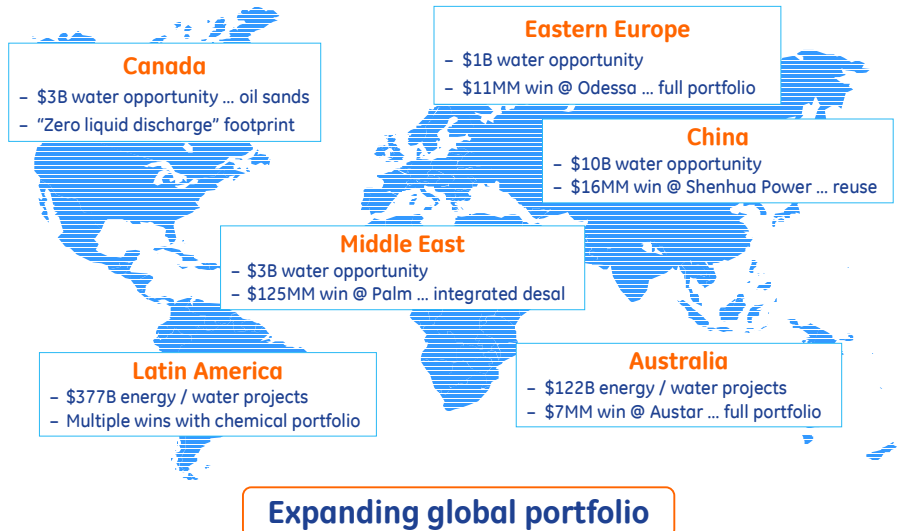 Canada
– $3B water opportunity ... oil sands
– “Zero liquid discharge” footprint
Eastern Europe
– $1B water opportunity
– $11MM win @ Odessa ... full portfolio
China
– $10B water opportunity
– $16MM win @ Shenhua Power ... reuse
Middle East
– $3B water opportunity
– $125MM win @ Palm ... integrated desal
Latin America
– $377B energy / water projects
– Multiple wins with chemical portfolio
Australia
– $122B energy / water projects
– $7MM win @ Austar ... full portfolio
Expanding global portfolio